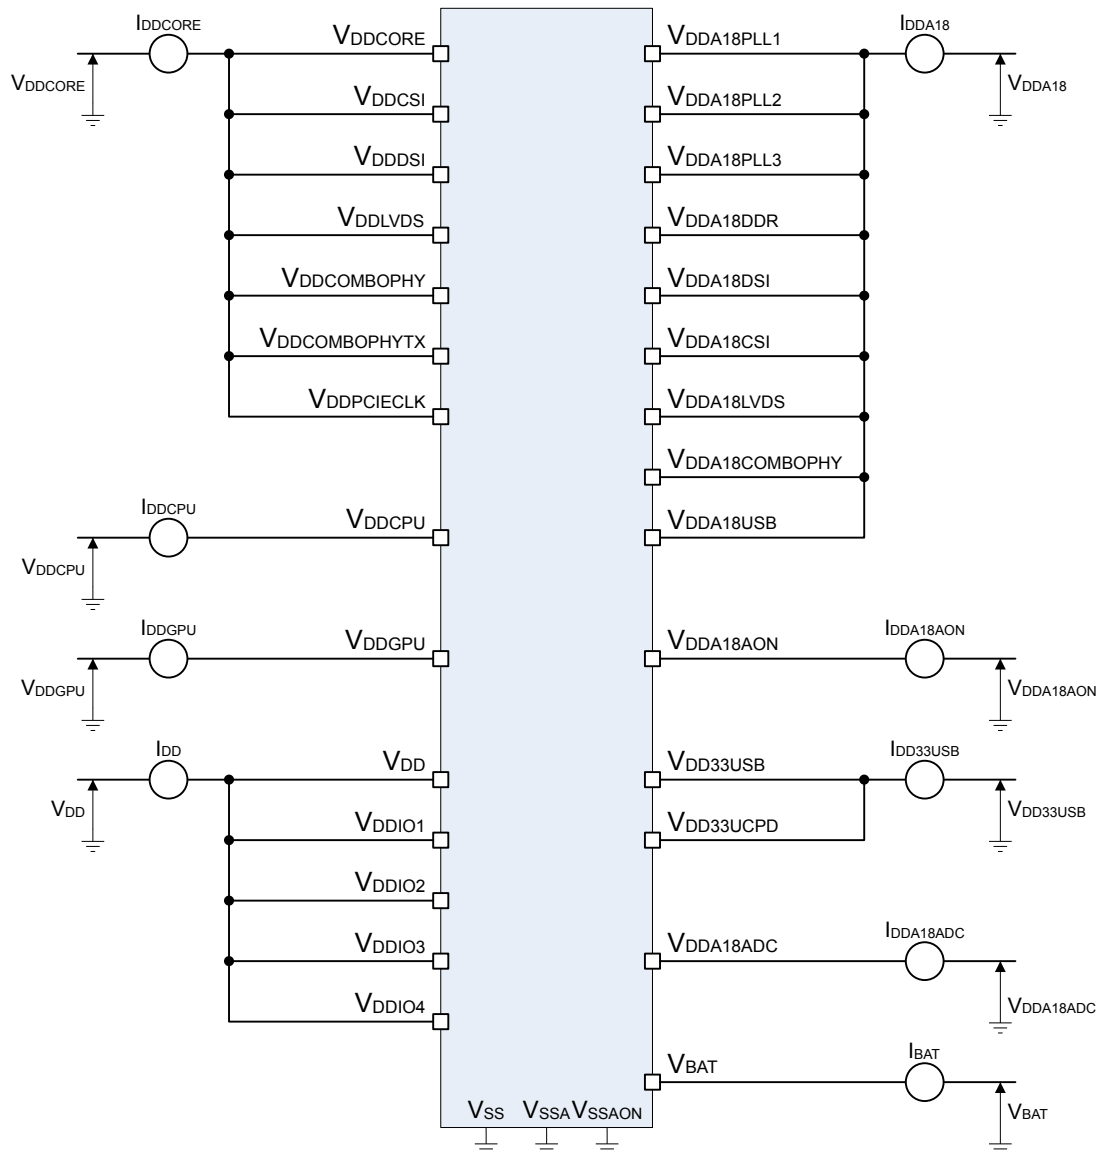 IDDCORE
VDDCORE
VDDCORE
VDDCSI
VDDDSI
VDDLVDS
VDDCOMBOPHY
VDDCOMBOPHYTX
VDDPCIECLK
IDDCPU
VDDCPU
VDDCPU
IDDGPU
VDDGPU
VDDGPU
IDD
VDD
VDD
VDDIO1
VDDIO2
VDDIO3
VDDIO4
VDDA18PLL1
IDDA18
VDDA18
VDDA18PLL2
VDDA18PLL3
VDDA18DDR
VDDA18DSI
VDDA18CSI
VDDA18LVDS
VDDA18COMBOPHY
VDDA18USB
VDDA18AON
IDDA18AON
VDDA18AON
VDD33USB
IDD33USB
VDD33USB
VDD33UCPD
VDDA18ADC
IDDA18ADC
VDDA18ADC
VBAT
IBAT
VBAT
VSS VSSA VSSAON